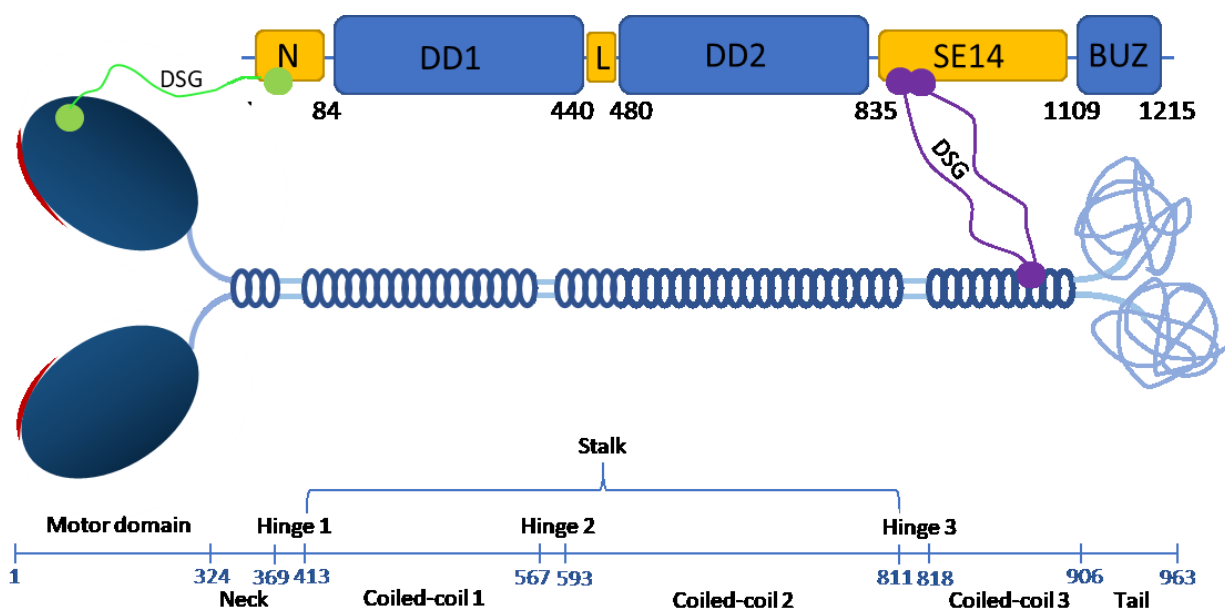 N DD1 L DD2 SE14 BUZ
DSG
84 440 480 835 1109 1215
DSG
Stalk
Motor domain Hinge 1 Hinge 2 Hinge 3
1 324 369 413 567 593 811 818 906 963
Neck Coiled-coil 1 Coiled-coil 2 Coiled-coil 3 Tail